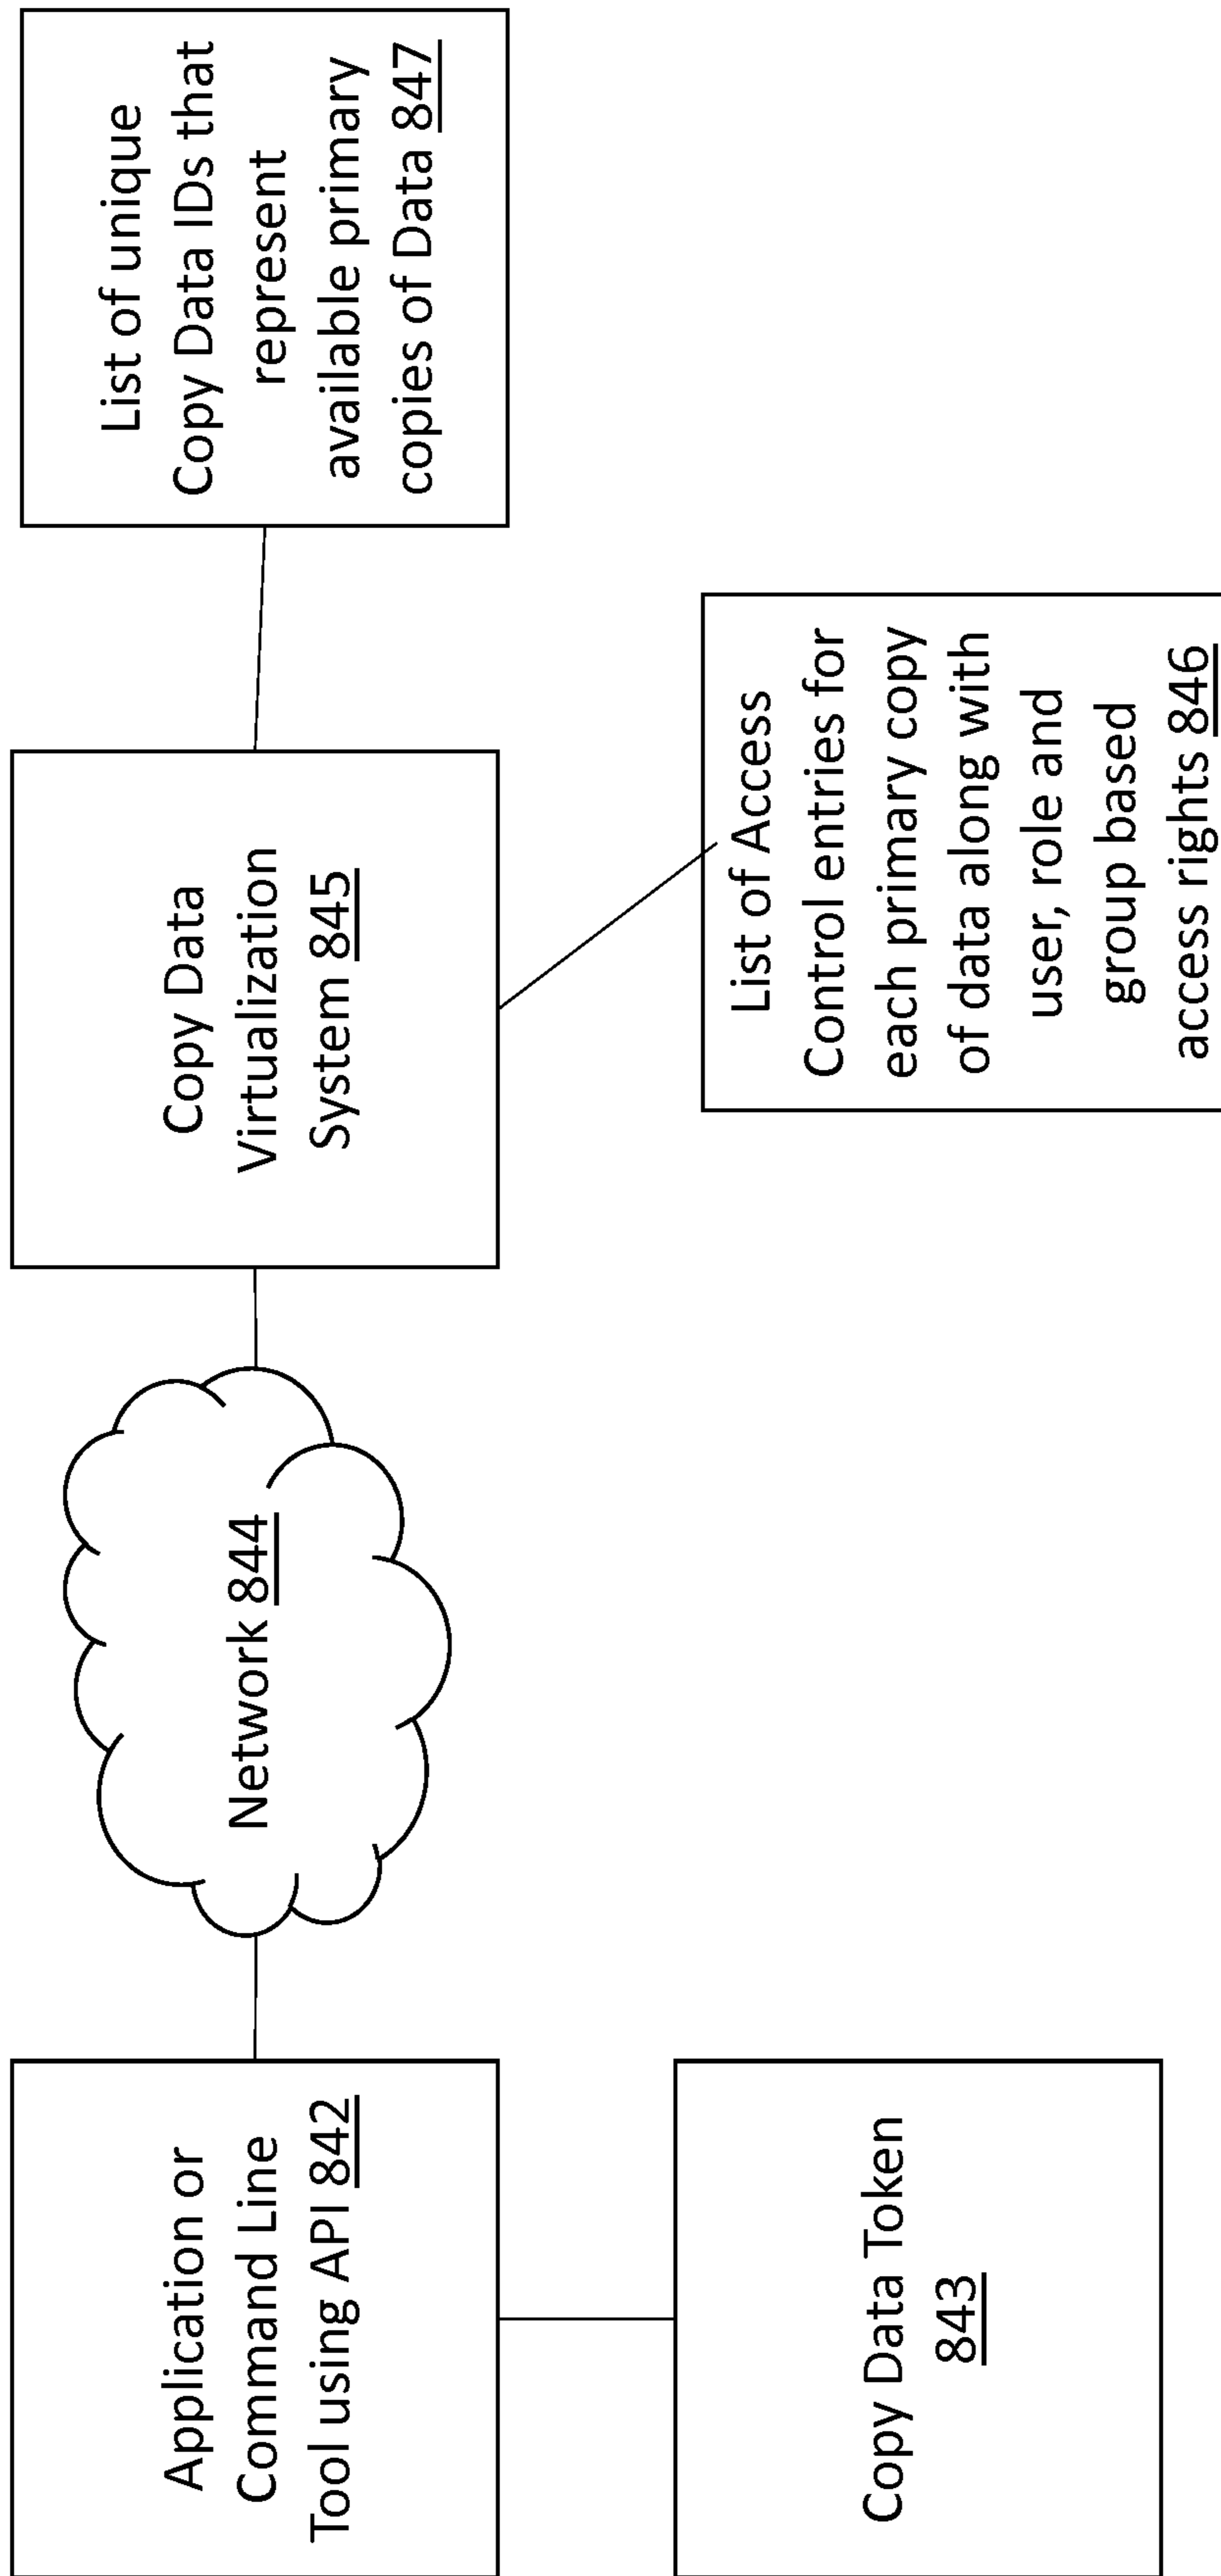 Application or
Command Line
Tool using API 842
Copy Data Token
843
Network 844
Copy Data
Virtualization
System 845
List of Access
Control entries for
each primary copy
of data along with
user, role and
group based
access rights 846
List of unique
Copy Data IDs that
represent
available primary
copies of Data 847